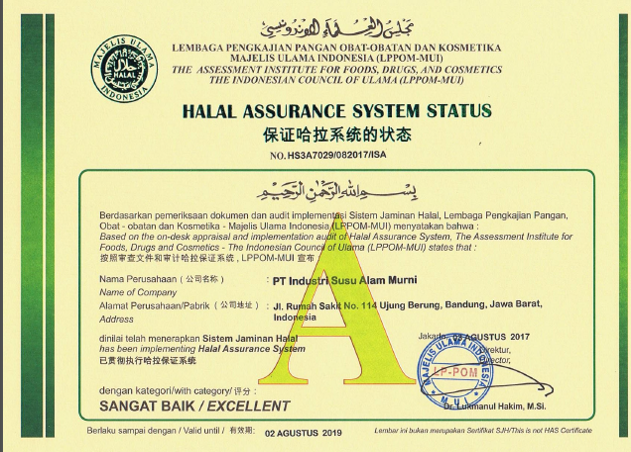 مجلس العلماء الاندونيسي
MAJELIS ULAMA
حلال
HALAL
INDONESIA
LEMBAGA PENGKAJIAN PANGAN OBAT-OBATAN DAN KOSMETIKA
MAJELIS ULAMA INDONESIA (LPPOM-MUI)
THE ASSESSMENT INSTITUTE FOR FOODS, DRUGS, AND COSMETICS
THE INDONESIAN COUNCIL OF ULAMA (LPPOM-MUI)
HALAL ASSURANCE SYSTEM STATUS
保证哈拉系统的状态
NO. HS3A7029/082017/ISA
بسم الله الرحمن الرحيم
Berdasarkan pemeriksaan dokumen dan audit implementasi Sistem Jaminan Halal, Lembaga Pengkajian Pangan,
Obat - obatan dan Kosmetika - Majelis Ulama Indonesia (LPPOM-MUI) menyatakan bahwa :
Based on the on-desk appraisal and implementation audit of Halal Assurance System, The Assessment Institute for
Foods, Drugs and Cosmetics - The Indonesian Council of Ulama (LPPOM-MUI) states that :
按照审查文件和审计哈拉保证系统 , LPPOM-MUI 宣布 :
Nama Perusahaan (公司名称) : PT Industri Susu Alam Murni
Name of Company
Alamat Perusahaan/Pabrik (公司地址) : Jl. Rumah Sakit No. 114 Ujung Berung, Bandung, Jawa Barat,
Address Indonesia
A
dinilai telah menerapkan Sistem Jaminan Halal
has been implementing Halal Assurance System
已贯彻执行哈拉保证系统
Jakarta, 03 AGUSTUS 2017
Direktur,
Director,
MAJELIS ULAMA INDONESIA
LP-POM
M.U.I
Dr. Lukmanul Hakim, M.Si.
dengan kategori/with category/评分 :
SANGAT BAIK / EXCELLENT
Berlaku sampai dengan / Valid until / 有效期: 02 AGUSTUS 2019
Lembar ini bukan merupakan Sertifikat SJH/This is not HAS Certificate